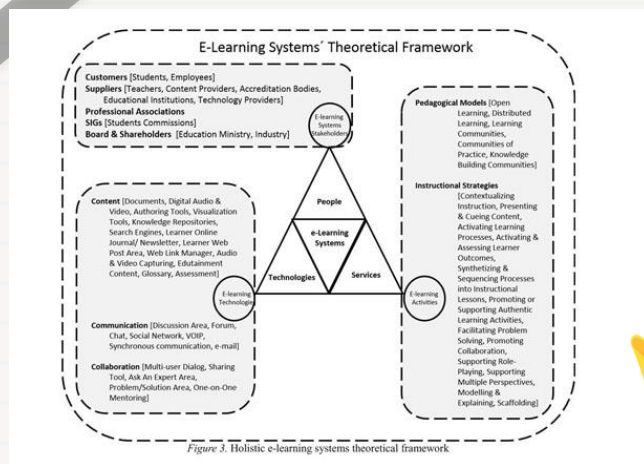 E-Learning Systems´ Theoretical Framework
Customers [Students, Employees]
Suppliers [Teachers, Content Providers, Accreditation Bodies,
Educational Institutions, Technology Providers]
Professional Associations
SIGs [Students Commissions]
Board & Shareholders [Education Ministry, Industry]
E-learning
Systems
Stakeholders
People
e-Learning
Systems
Technologies
Services
Content [Documents, Digital Audio &
Video, Authoring Tools, Visualization
Tools, Knowledge Repositories,
Search Engines, Learner Online
Journal/ Newsletter, Learner Web
Post Area, Web Link Manager, Audio
& Video Capturing, Edutainment
Content, Glossary, Assessment]
E-learning
Technologies
Communication [Discussion Area, Forum,
Chat, Social Network, VOIP,
Synchronous communication, e-mail]
Collaboration [Multi-user Dialog, Sharing
Tool, Ask An Expert Area,
Problem/Solution Area, One-on-One
Mentoring]
Pedagogical Models [Open
Learning, Distributed
Learning, Learning
Communities,
Communities of
Practice, Knowledge
Building Communities]
Instructional Strategies
[Contextualizing
Instruction, Presenting
& Cueing Content,
Activating Learning
Processes, Activating &
Assessing Learner
Outcomes,
Synthetizing &
Sequencing Processes
into Instructional
Lessons, Promoting or
Supporting Authentic
Learning Activities,
Facilitating Problem
Solving, Promoting
Collaboration,
Supporting Role-
Playing, Supporting
Multiple Perspectives,
Modelling &
Explaining, Scaffolding]
E-learning
Activities
Figure 3. Holistic e-learning systems theoretical framework